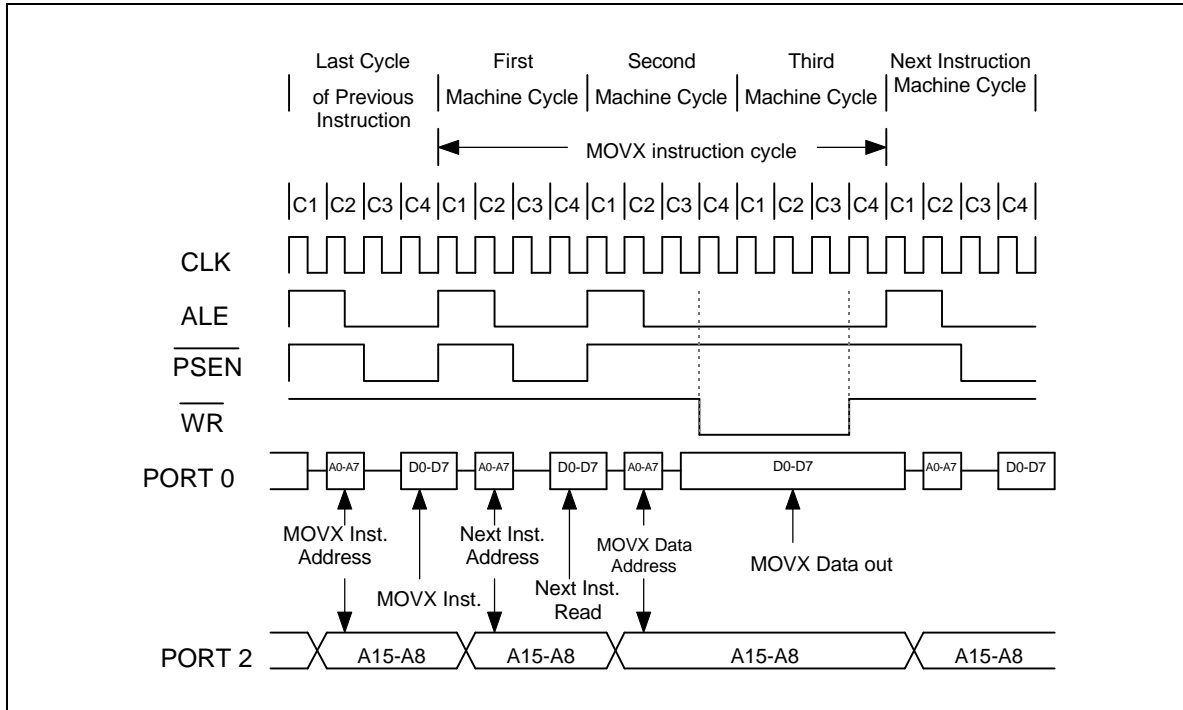 Last Cycle
of Previous
Instruction
First
Machine Cycle
Second
Machine Cycle
Third
Machine Cycle
Next Instruction
Machine Cycle
MOVX instruction cycle
C1 C2 C3 C4 C1 C2 C3 C4 C1 C2 C3 C4 C1 C2 C3 C4 C1 C2 C3 C4
CLK
ALE
PSEN
WR
PORT 0
A0-A7 D0-D7 A0-A7 D0-D7 A0-A7 D0-D7 A0-A7 D0-D7
MOVX Inst.
Address
MOVX Inst.
Next Inst.
Address
Next Inst.
Read
MOVX Data
Address
MOVX Data out
PORT 2
A15-A8 A15-A8 A15-A8 A15-A8